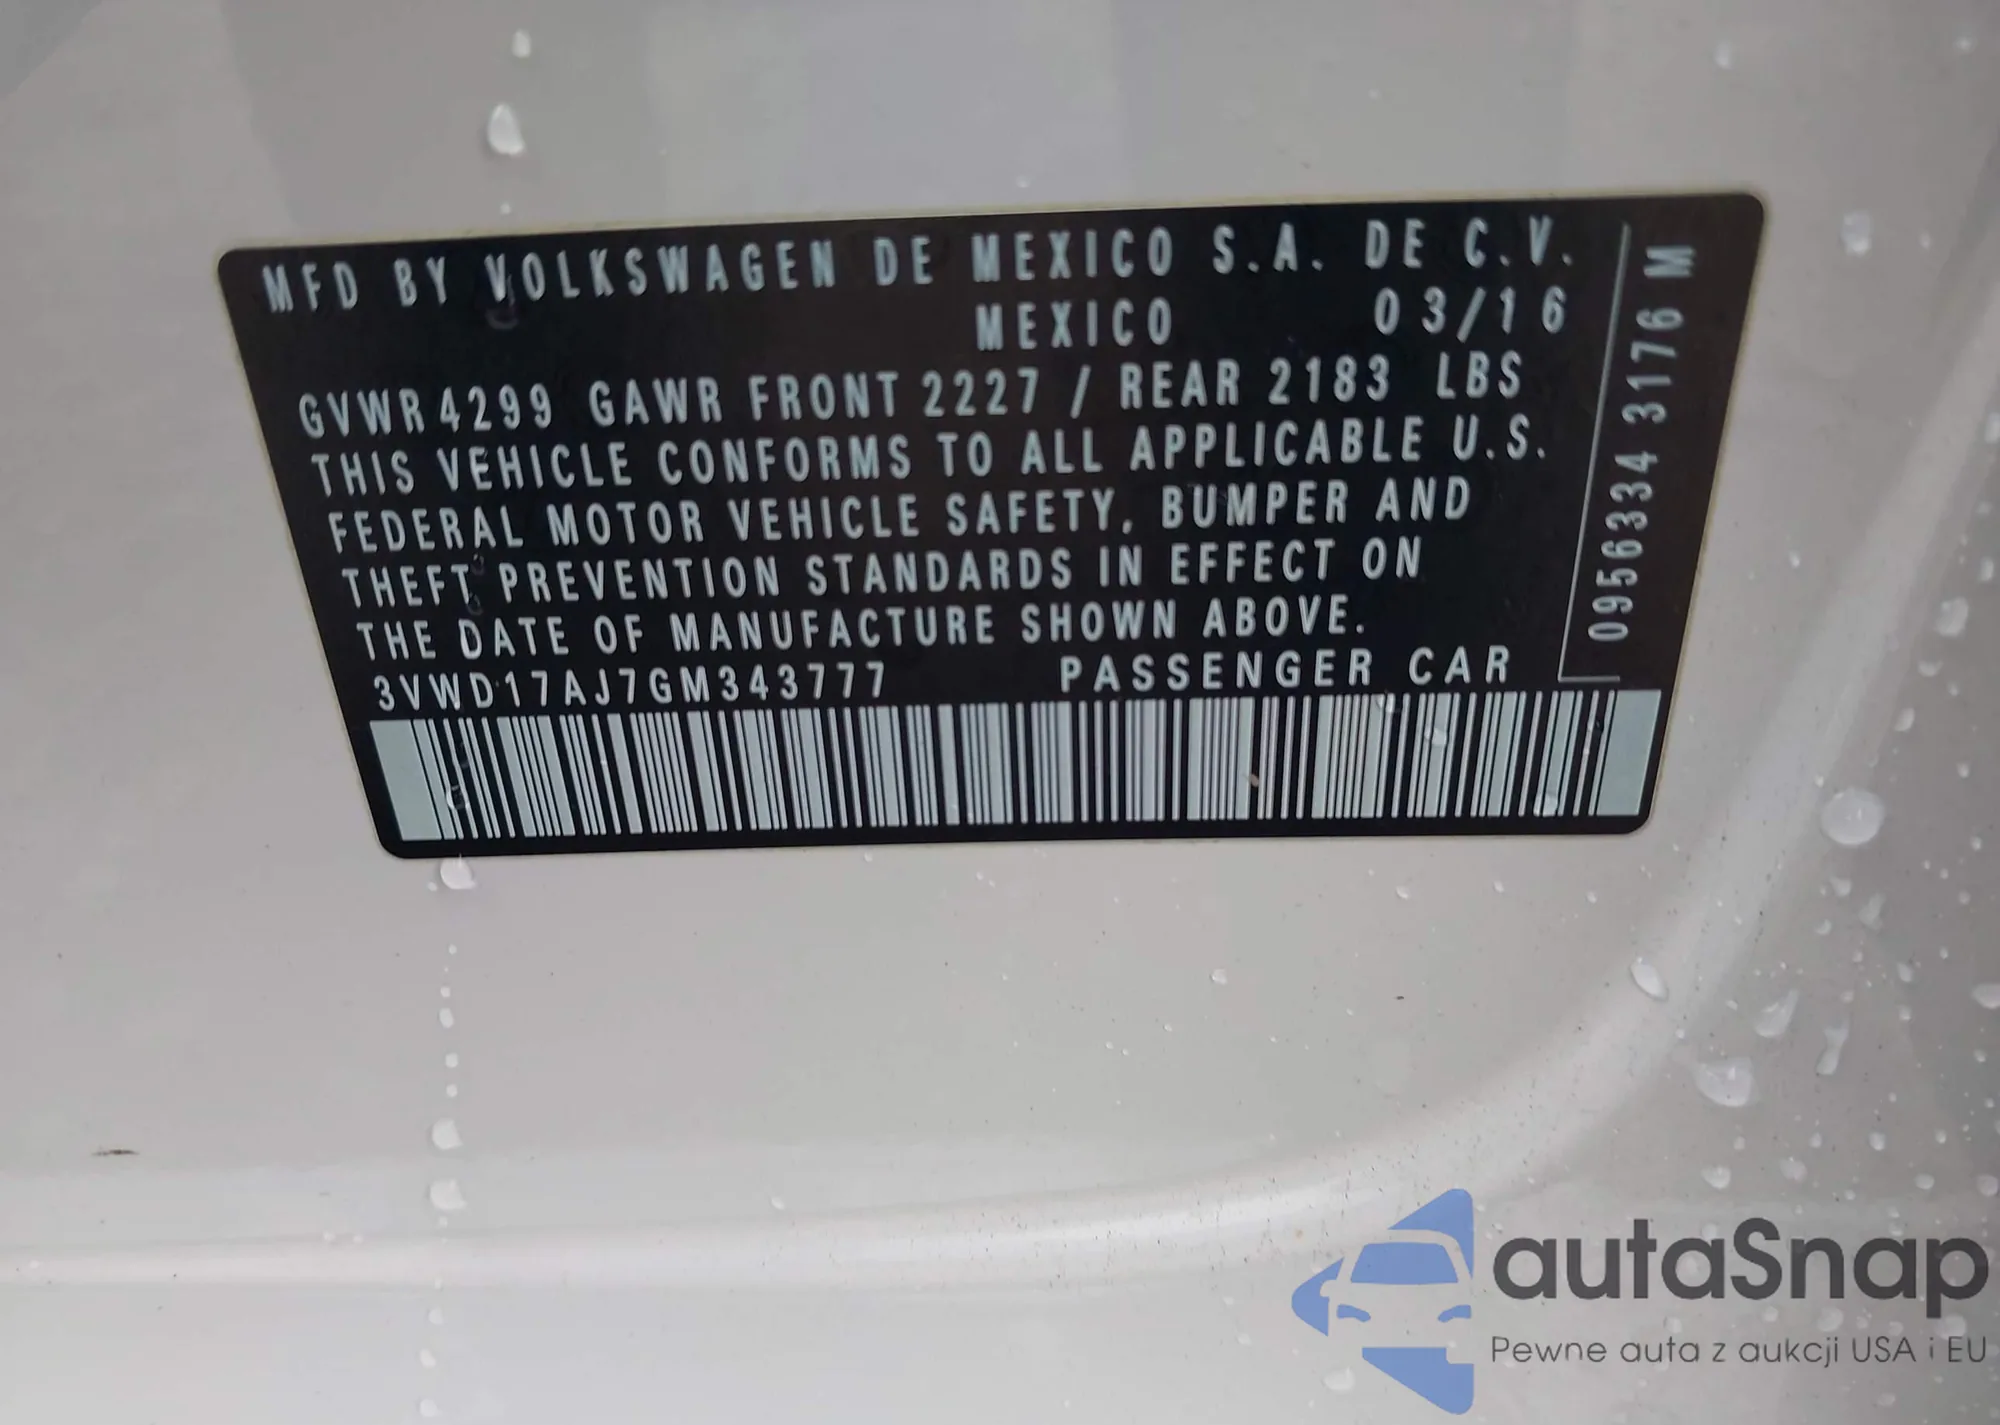 MFD BY VOLKSWAGEN DE MEXICO S.A. DE C.V.
MEXICO 03/16
GVWR 4299 GAWR FRONT 2227 / REAR 2183 LBS
THIS VEHICLE CONFORMS TO ALL APPLICABLE U.S.
FEDERAL MOTOR VEHICLE SAFETY, BUMPER AND
THEFT PREVENTION STANDARDS IN EFFECT ON
THE DATE OF MANUFACTURE SHOWN ABOVE.
3VWD17AJ7GM343777 PASSENGER CAR
0956334 3176 M
autaSnap
Pewne auta z aukcji USA i EU